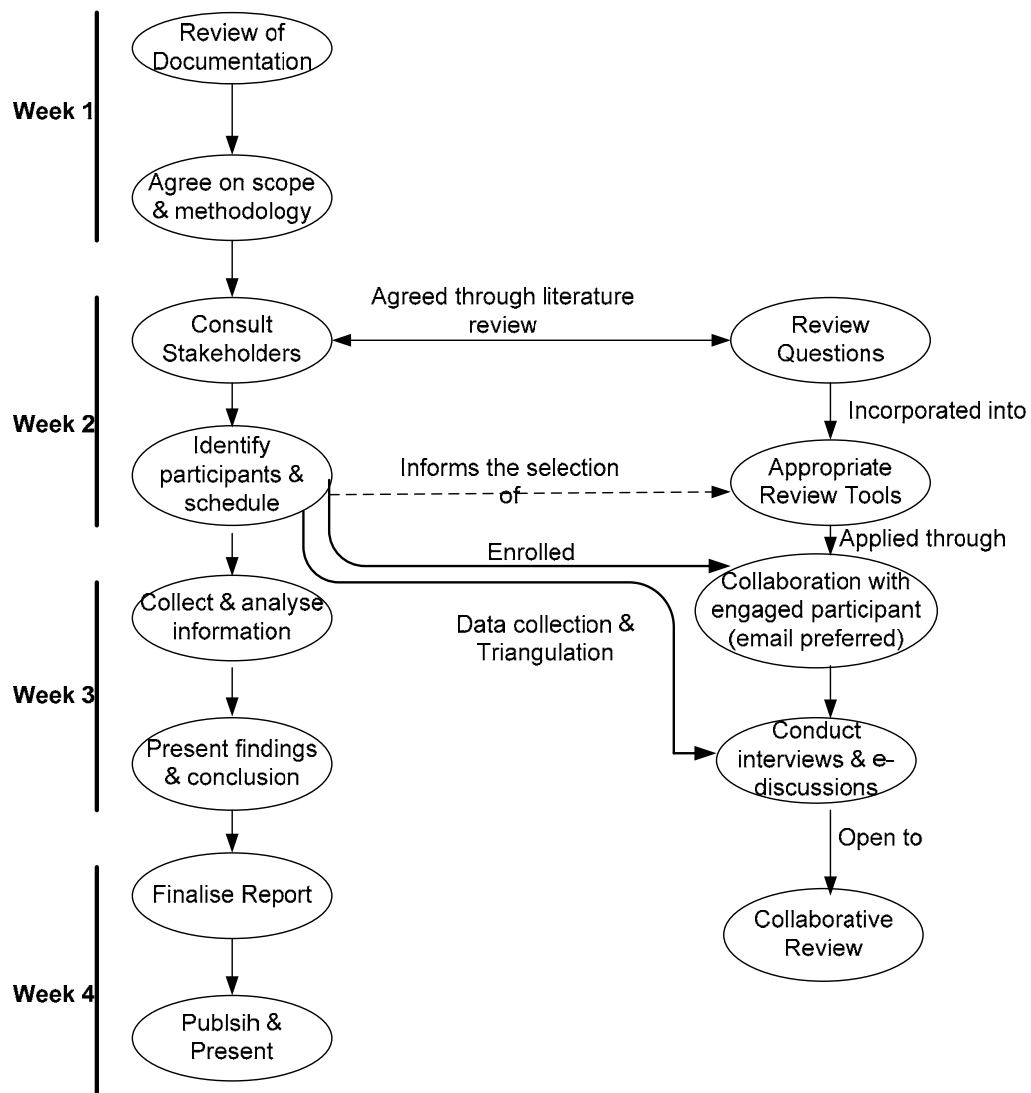 Week 1
Review of
Documentation
Agree on scope
& methodology
Week 2
Consult
Stakeholders
Agreed through literature
review
Review
Questions
Incorporated into
Identify
participants &
schedule
Informs the selection
of
Appropriate
Review Tools
Applied through
Enrolled
Collaboration with
engaged participant
(email preferred)
Week 3
Collect & analyse
information
Data collection &
Triangulation
Present findings
& conclusion
Conduct
interviews & e-
discussions
Open to
Week 4
Finalise Report
Collaborative
Review
Publsih &
Present